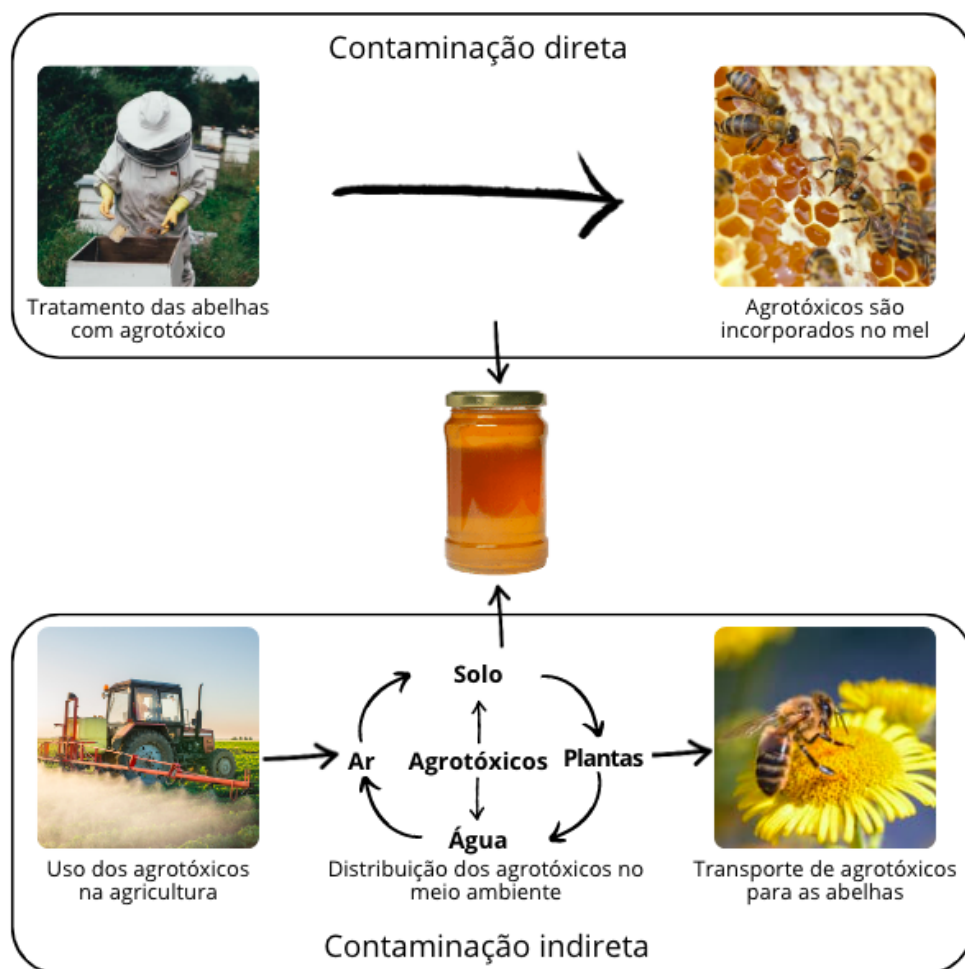 Contaminação direta
Tratamento das abelhas
com agrotóxico
Agrotóxicos são
incorporados no mel
Solo
Ar
Agrotóxicos
Plantas
Água
Uso dos agrotóxicos
na agricultura
Distribuição dos agrotóxicos no
meio ambiente
Transporte de agrotóxicos
para as abelhas
Contaminação indireta